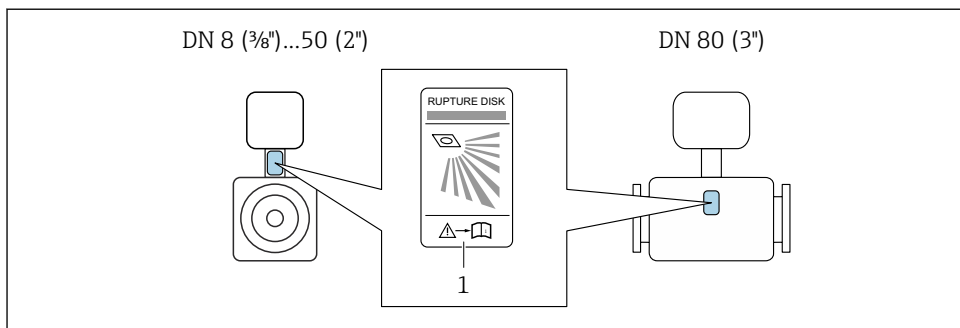 DN 8 (⅜")...50 (2")
DN 80 (3")
RUPTURE DISK
1